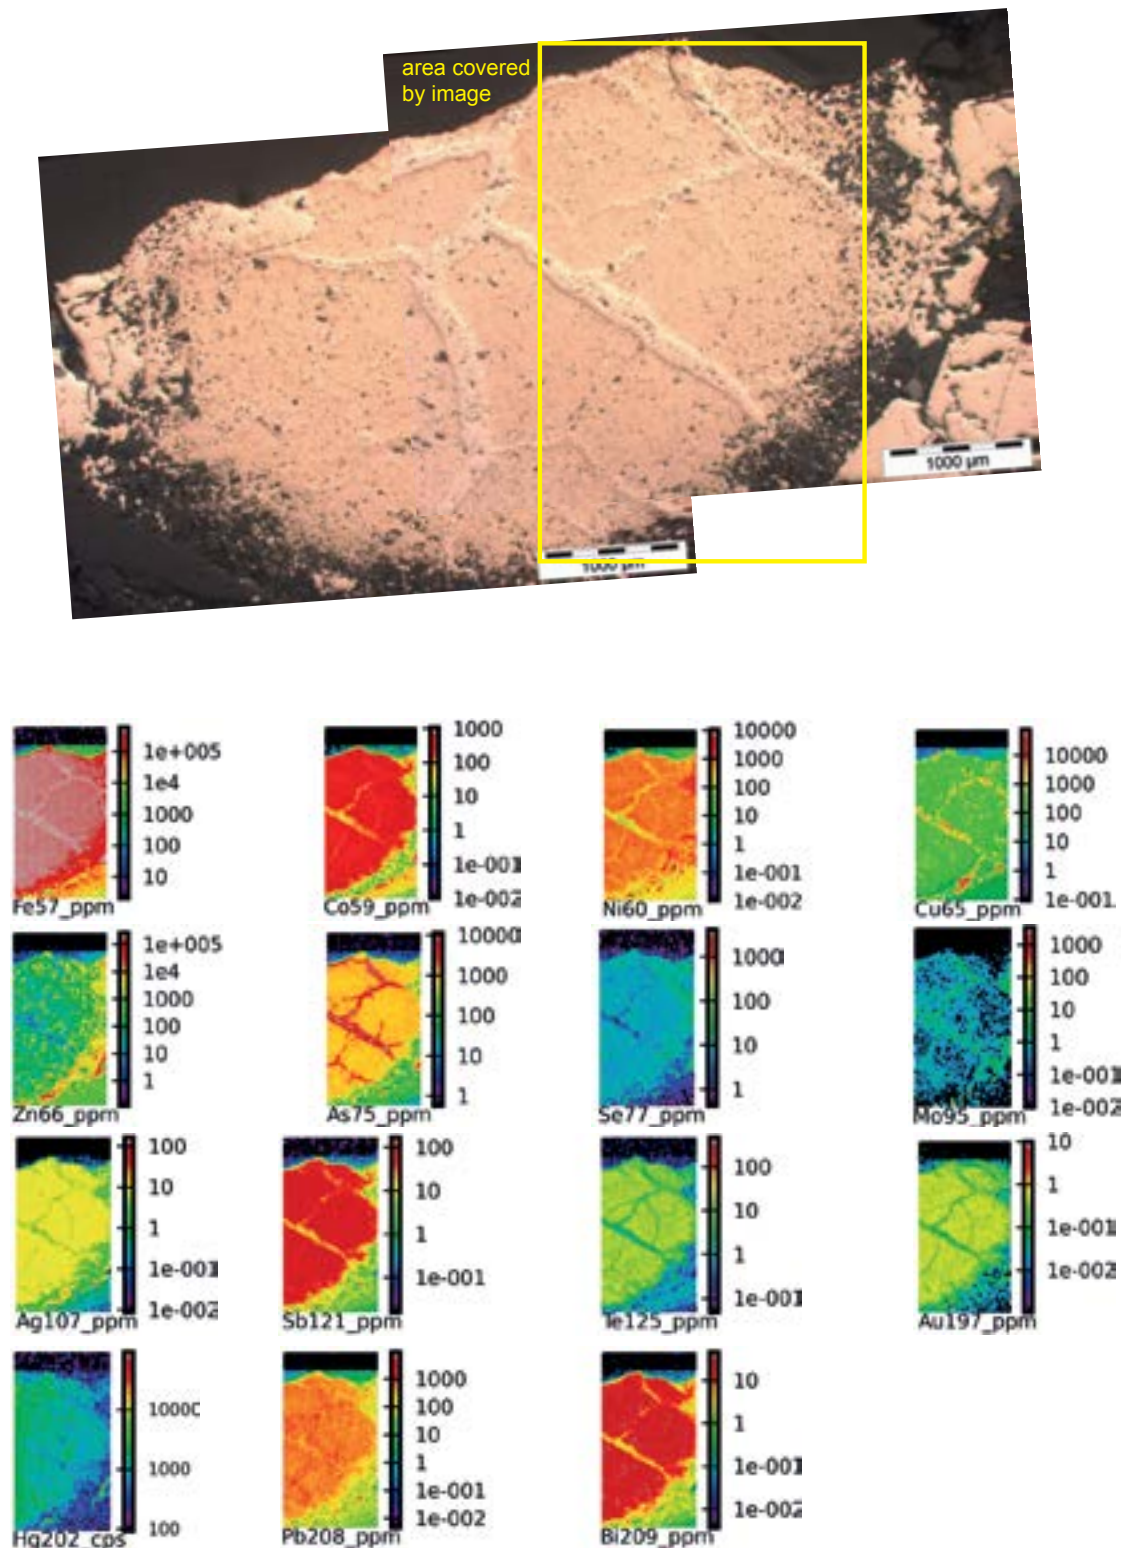 area covered
by image
1000 µm
1000 µm
1e+005
1e4
1000
100
10
Fe57_ppm
1000
100
10
1
1e-001
1e-002
Co59_ppm
10000
1000
100
10
1
1e-001
1e-002
Ni60_ppm
10000
1000
100
10
1
1e-001
Cu65_ppm
1e+005
1e4
1000
100
10
1
Zn66_ppm
10000
1000
100
10
1
As75_ppm
1000
100
10
1
Se77_ppm
1000
100
10
1
1e-001
1e-002
Mo95_ppm
100
10
1
1e-001
1e-002
Ag107_ppm
100
10
1
1e-001
Sb121_ppm
100
10
1
1e-001
Te125_ppm
10
1
1e-001
1e-002
Au197_ppm
10000
1000
100
Hg202_cps
1000
100
10
1
1e-001
1e-002
Pb208_ppm
10
1
1e-001
1e-002
Bi209_ppm